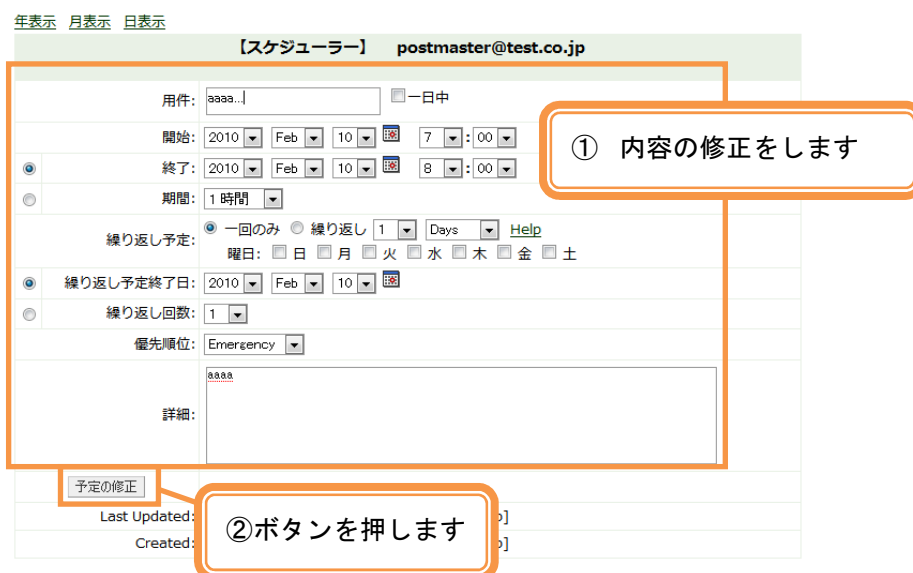 年表示 月表示 日表示
【スケジューラー】 postmaster@test.co.jp
用件: aaaa... 一日中
開始: 2010 Feb 10 7 : 00
① 内容の修正をします
終了: 2010 Feb 10 8 : 00
期間: 1 時間
繰り返し予定: 一回のみ 繰り返し 1 Days Help
曜日: 日 月 火 水 木 金 土
繰り返し予定終了日: 2010 Feb 10
繰り返し回数: 1
優先順位: Emergency
詳細: aaaa
予定の修正
Last Updated:
②ボタンを押します
Created: